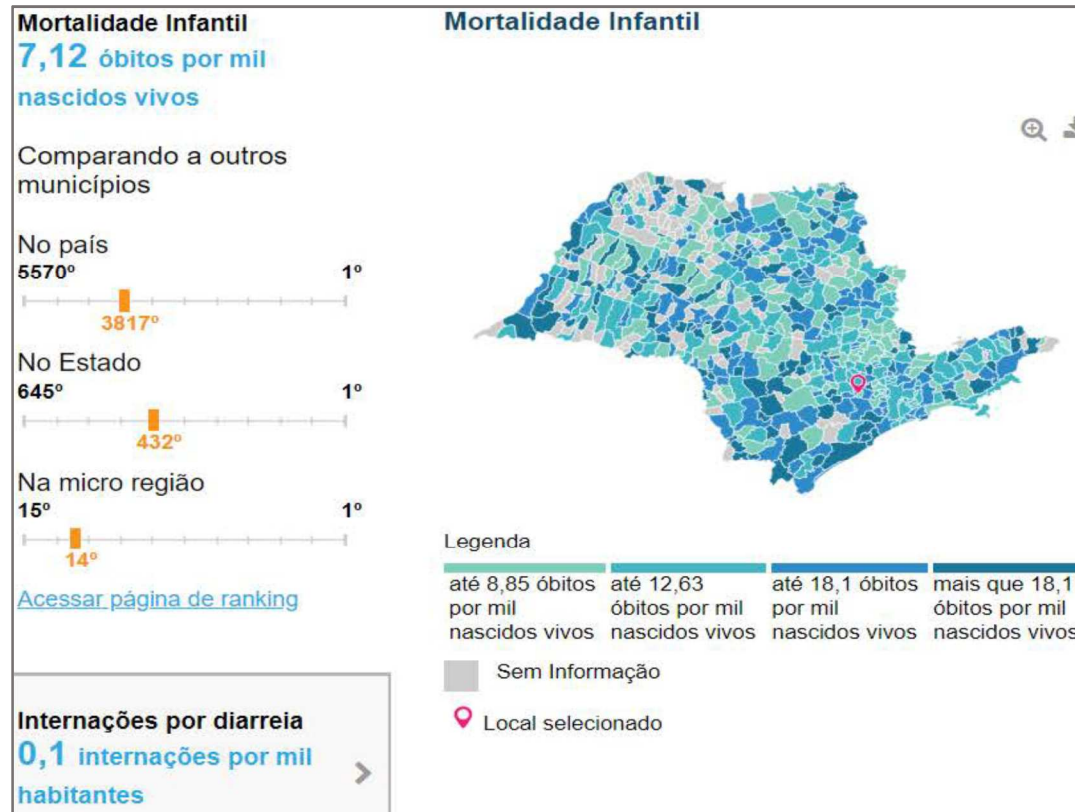 Mortalidade Infantil
7,12 óbitos por mil
nascidos vivos
Comparando a outros
municípios
No país
5570º 1º
3817º
No Estado
645º 1º
432º
Na micro região
15º 1º
14º
Acessar página de ranking
Internações por diarreia
0,1 internações por mil
habitantes
Mortalidade Infantil
Legenda
até 8,85 óbitos
por mil
nascidos vivos
até 12,63
óbitos por mil
nascidos vivos
até 18,1 óbitos
por mil
nascidos vivos
mais que 18,1
óbitos por mil
nascidos vivos
Sem Informação
Local selecionado